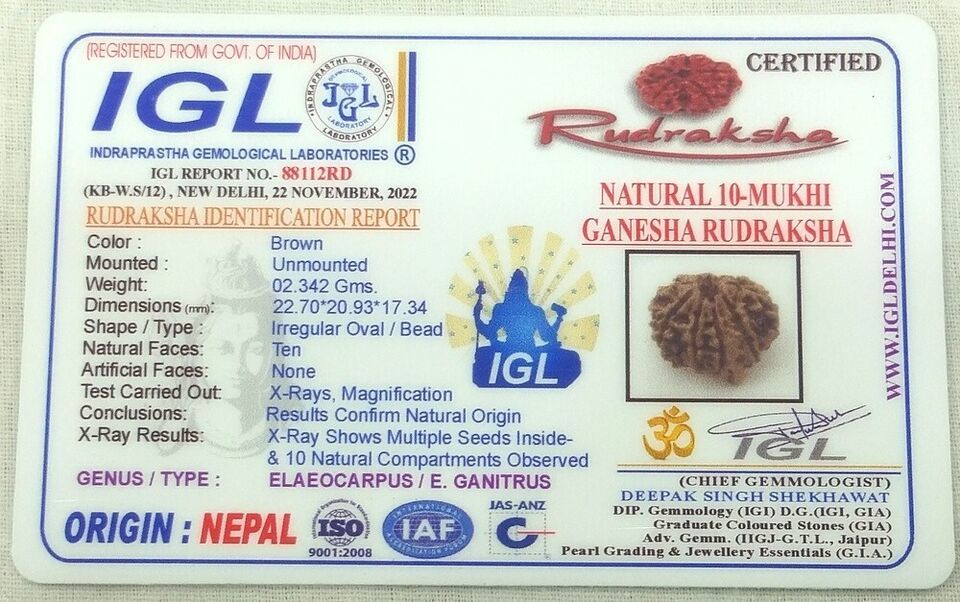 (REGISTERED FROM GOVT. OF INDIA)
IGL
INDRAPRASTHA GEMOLOGICAL LABORATORY
GEMOLOGICAL
IGL
LABORATORY
INDRAPRASTHA GEMOLOGICAL LABORATORIES ®
IGL REPORT NO.- 88112RD
(KB-W.S/12) , NEW DELHI, 22 NOVEMBER, 2022
RUDRAKSHA IDENTIFICATION REPORT
Color : Brown
Mounted : Unmounted
Weight: 02.342 Gms.
Dimensions (mm): 22.70*20.93*17.34
Shape / Type : Irregular Oval / Bead
Natural Faces: Ten
Artificial Faces: None
Test Carried Out: X-Rays, Magnification
Conclusions: Results Confirm Natural Origin
X-Ray Results: X-Ray Shows Multiple Seeds Inside-
& 10 Natural Compartments Observed
GENUS / TYPE : ELAEOCARPUS / E. GANITRUS
ORIGIN : NEPAL
ISO
9001:2008
INTERNATIONAL
IAF
ACCREDITATION FORUM
JAS-ANZ
IGL
CERTIFIED
Rudraksha
NATURAL 10-MUKHI
GANESHA RUDRAKSHA
WWW.IGLDELHI.COM
ॐ
IGL
(CHIEF GEMMOLOGIST)
DEEPAK SINGH SHEKHAWAT
DIP. Gemmology (IGI) D.G.(IGI, GIA)
Graduate Coloured Stones (GIA)
Adv. Gemm. (IIGJ-G.T.L., Jaipur)
Pearl Grading & Jewellery Essentials (G.I.A.)